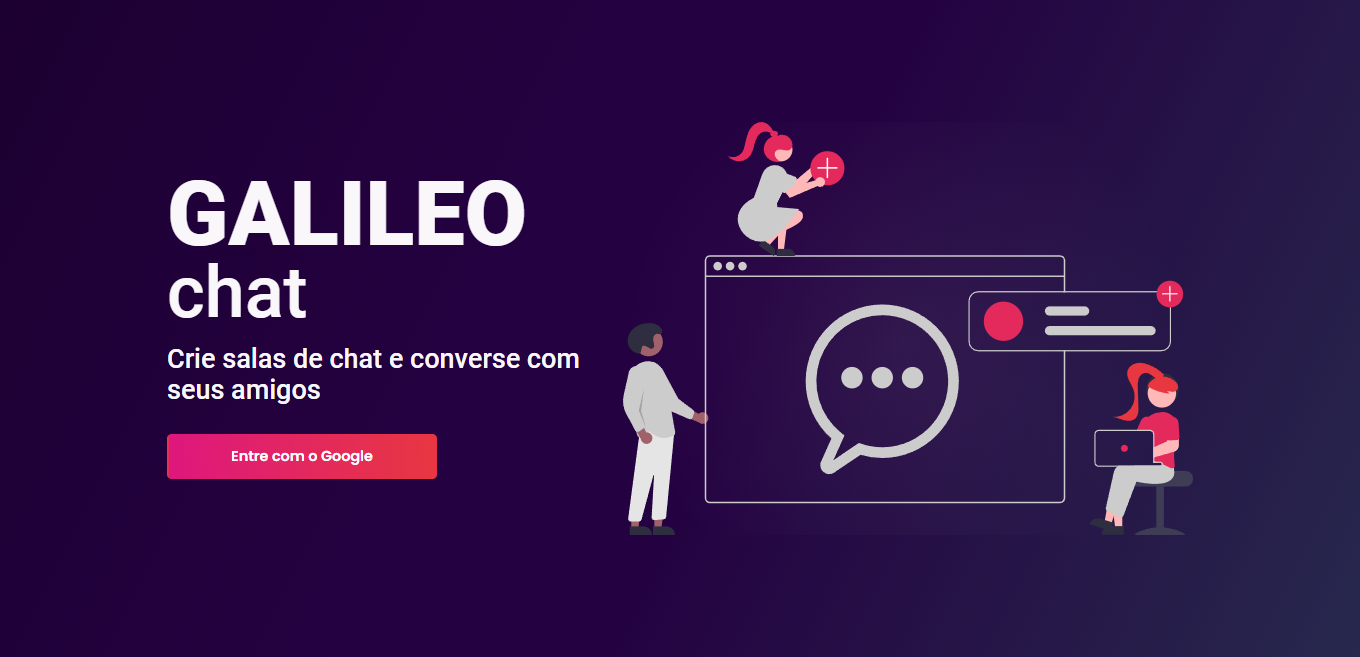 GALILEO
chat
Crie salas de chat e converse com
seus amigos
Entre com o Google